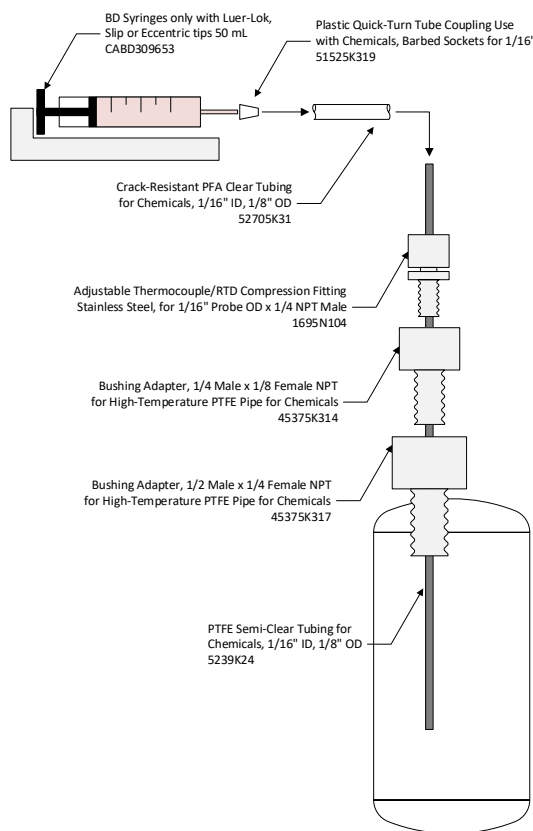 BD Syringes only with Luer-Lok,
Slip or Eccentric tips 50 mL
CABD309653
Plastic Quick-Turn Tube Coupling Use
with Chemicals, Barbed Sockets for 1/16"
51525K319
Crack-Resistant PFA Clear Tubing
for Chemicals, 1/16" ID, 1/8" OD
52705K31
Adjustable Thermocouple/RTD Compression Fitting
Stainless Steel, for 1/16" Probe OD x 1/4 NPT Male
1695N104
Bushing Adapter, 1/4 Male x 1/8 Female NPT
for High-Temperature PTFE Pipe for Chemicals
45375K314
Bushing Adapter, 1/2 Male x 1/4 Female NPT
for High-Temperature PTFE Pipe for Chemicals
45375K317
PTFE Semi-Clear Tubing for
Chemicals, 1/16" ID, 1/8" OD
5239K24